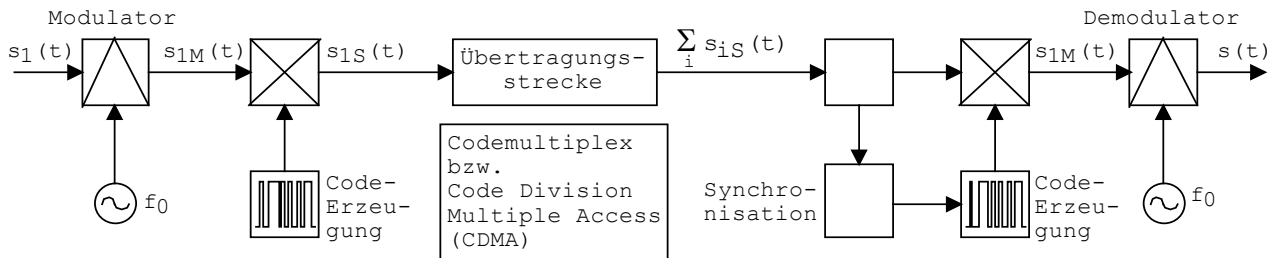 Modulator
Demodulator
s1(t)
s1M(t)
s1S(t)
Übertragungs-
strecke
∑ siS(t)
i
s1M(t)
s(t)
f0
Code-
Erzeu-
gung
Codemultiplex
bzw.
Code Division
Multiple Access
(CDMA)
Synchro-
nisation
Code-
Erzeu-
gung
f0